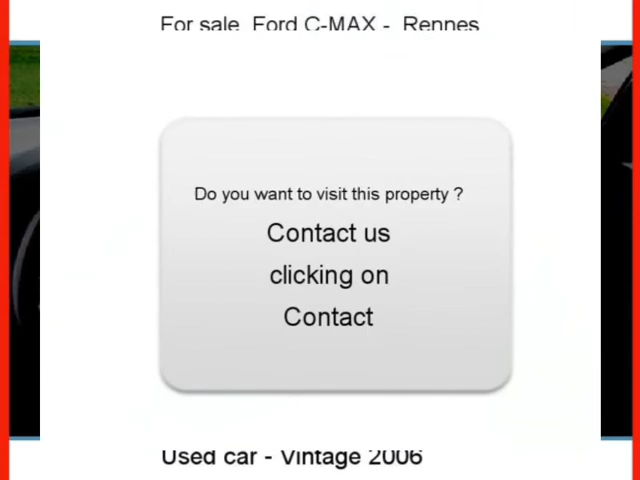 For sale Ford C-MAX - Rennes
Do you want to visit this property ?
Contact us
clicking on
Contact
Used car - Vintage 2006